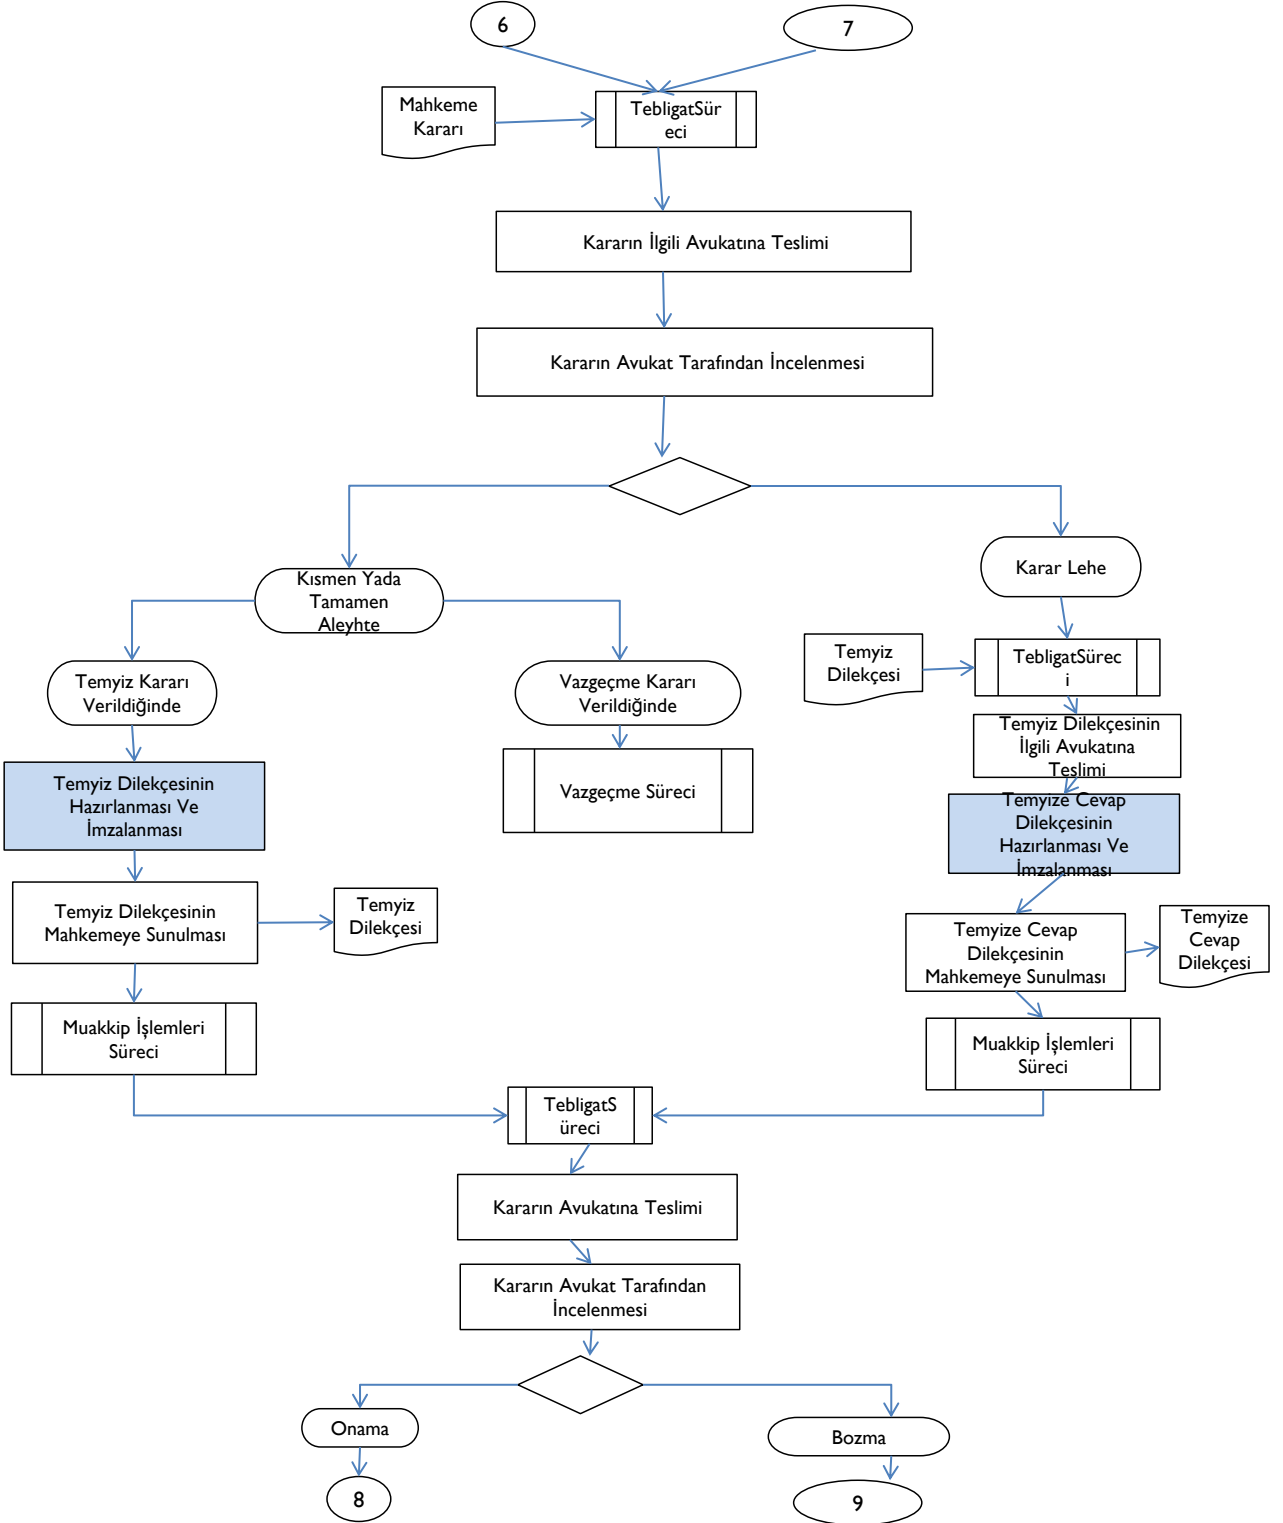 6
7
Mahkeme
Kararı
TebligatSür
eci
Kararın İlgili Avukatına Teslimi
Kararın Avukat Tarafından İncelenmesi
Kısmen Yada
Tamamen
Aleyhte
Karar Lehe
Temyiz Kararı
Verildiğinde
Vazgeçme Kararı
Verildiğinde
Temyiz
Dilekçesi
TebligatSürec
i
Temyiz Dilekçesinin
İlgili Avukatına
Teslimi
Temyiz Dilekçesinin
Hazırlanması Ve
İmzalanması
Vazgeçme Süreci
Temyize Cevap
Dilekçesinin
Hazırlanması Ve
İmzalanması
Temyiz Dilekçesinin
Mahkemeye Sunulması
Temyiz
Dilekçesi
Temyize Cevap
Dilekçesinin
Mahkemeye Sunulması
Temyize
Cevap
Dilekçesi
Muakkip İşlemleri
Süreci
Muakkip İşlemleri
Süreci
TebligatS
üreci
Kararın Avukatına Teslimi
Kararın Avukat Tarafından
İncelenmesi
Onama
Bozma
8
9